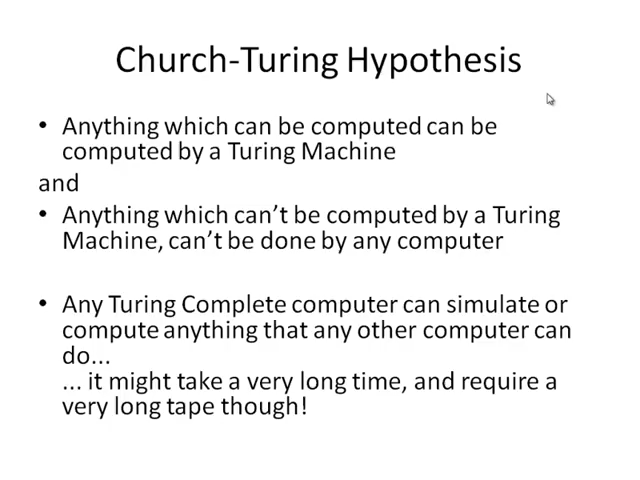 Church-Turing Hypothesis
• Anything which can be computed can be
computed by a Turing Machine
and
• Anything which can’t be computed by a Turing
Machine, can’t be done by any computer
• Any Turing Complete computer can simulate or
compute anything that any other computer can
do...
... it might take a very long time, and require a
very long tape though!